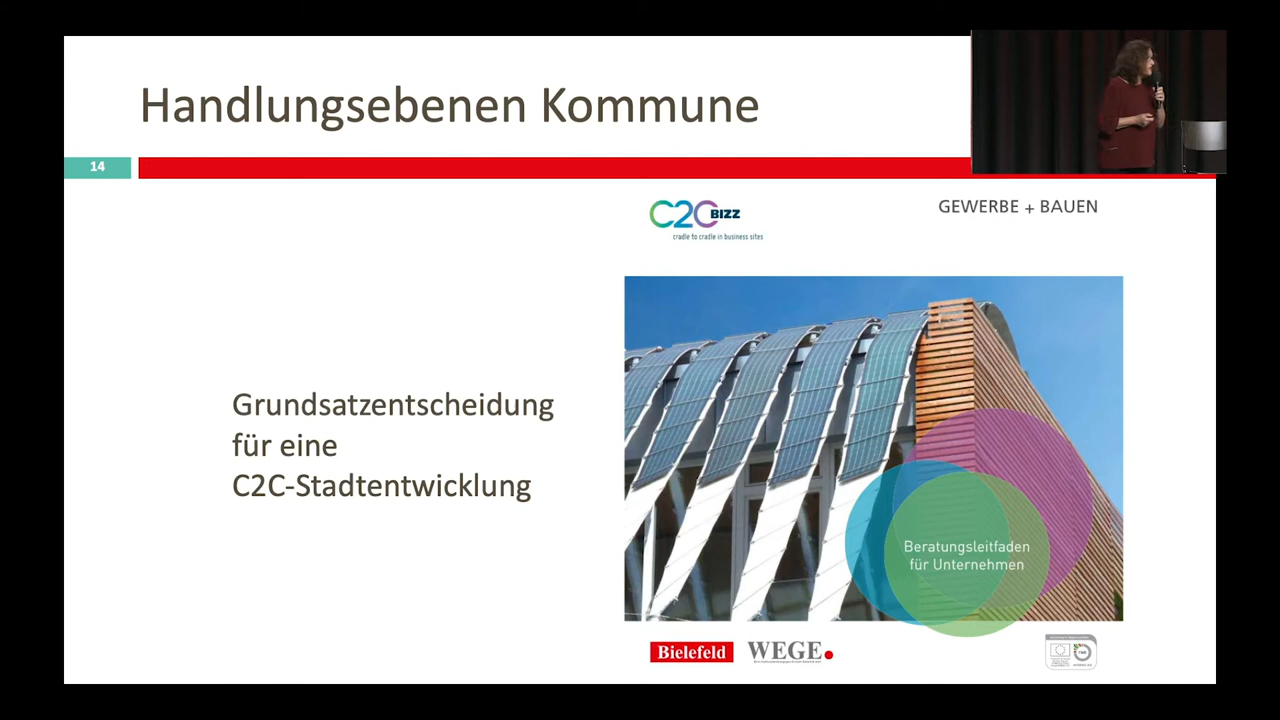 Handlungsebenen Kommune
14
C2C BIZZ
cradle to cradle in business sites
GEWERBE + BAUEN
Grundsatzentscheidung
für eine
C2C-Stadtentwicklung
Beratungsleitfaden
für Unternehmen
Bielefeld
WEGE.